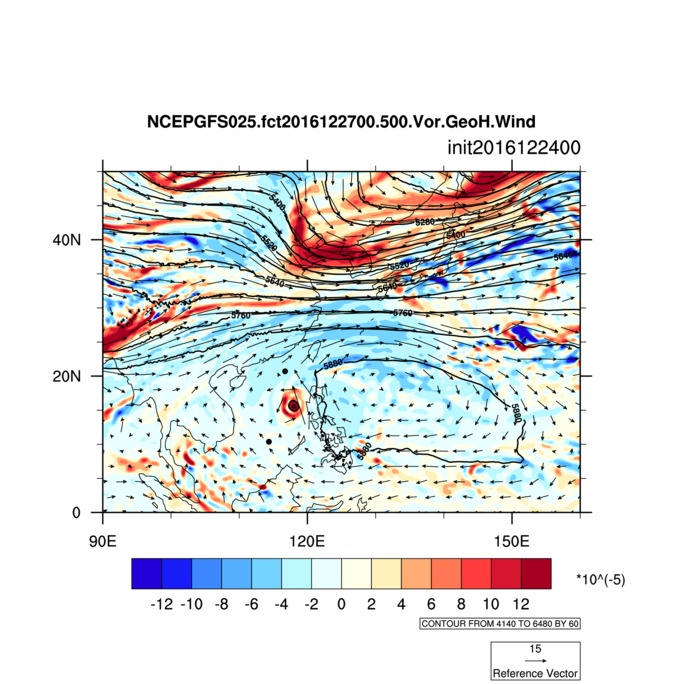 NCEPGFS025.fct2016122700.500.Vor.GeoH.Wind
init2016122400
5400
5280
5400
5520
5520
5640
5640
5640
5760
5760
5880
5880
5880
40N
20N
0
90E 120E 150E
-12 -10 -8 -6 -4 -2 0 2 4 6 8 10 12
*10^(-5)
CONTOUR FROM 4140 TO 6480 BY 60
15
Reference Vector